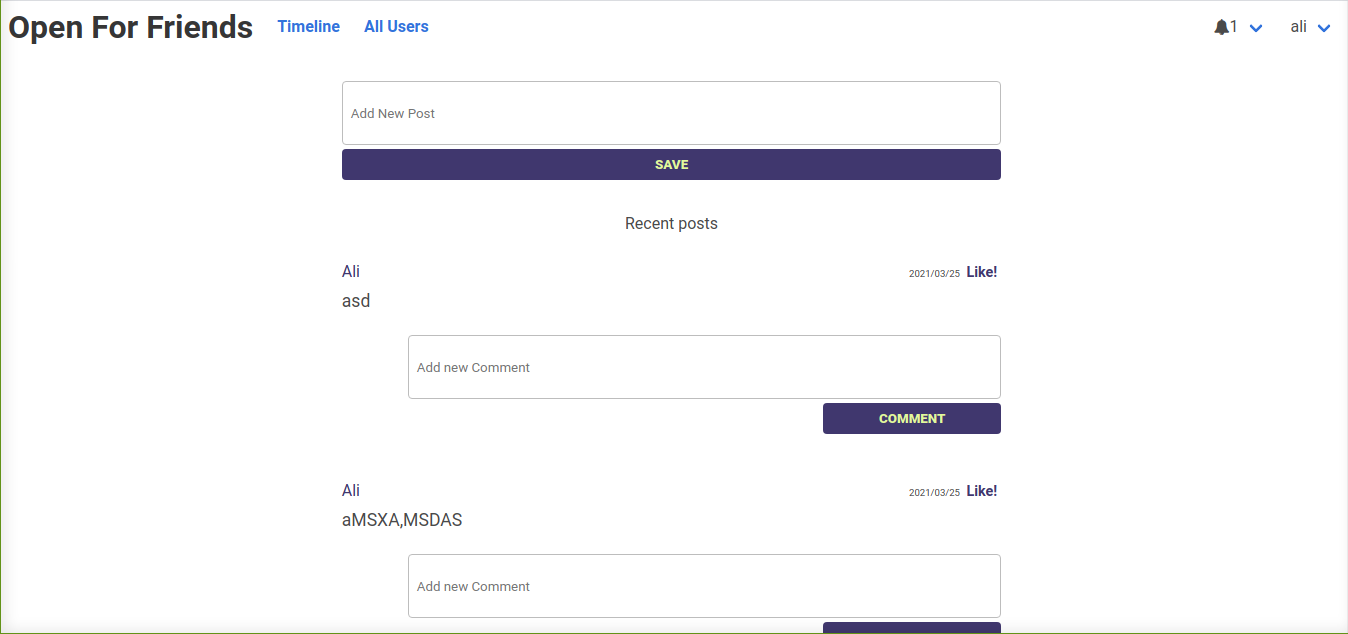 Open For Friends Timeline All Users 1 ali
Add New Post
SAVE
Recent posts
Ali 2021/03/25 Like!
asd
Add new Comment
COMMENT
Ali 2021/03/25 Like!
aMSXA,MSDAS
Add new Comment